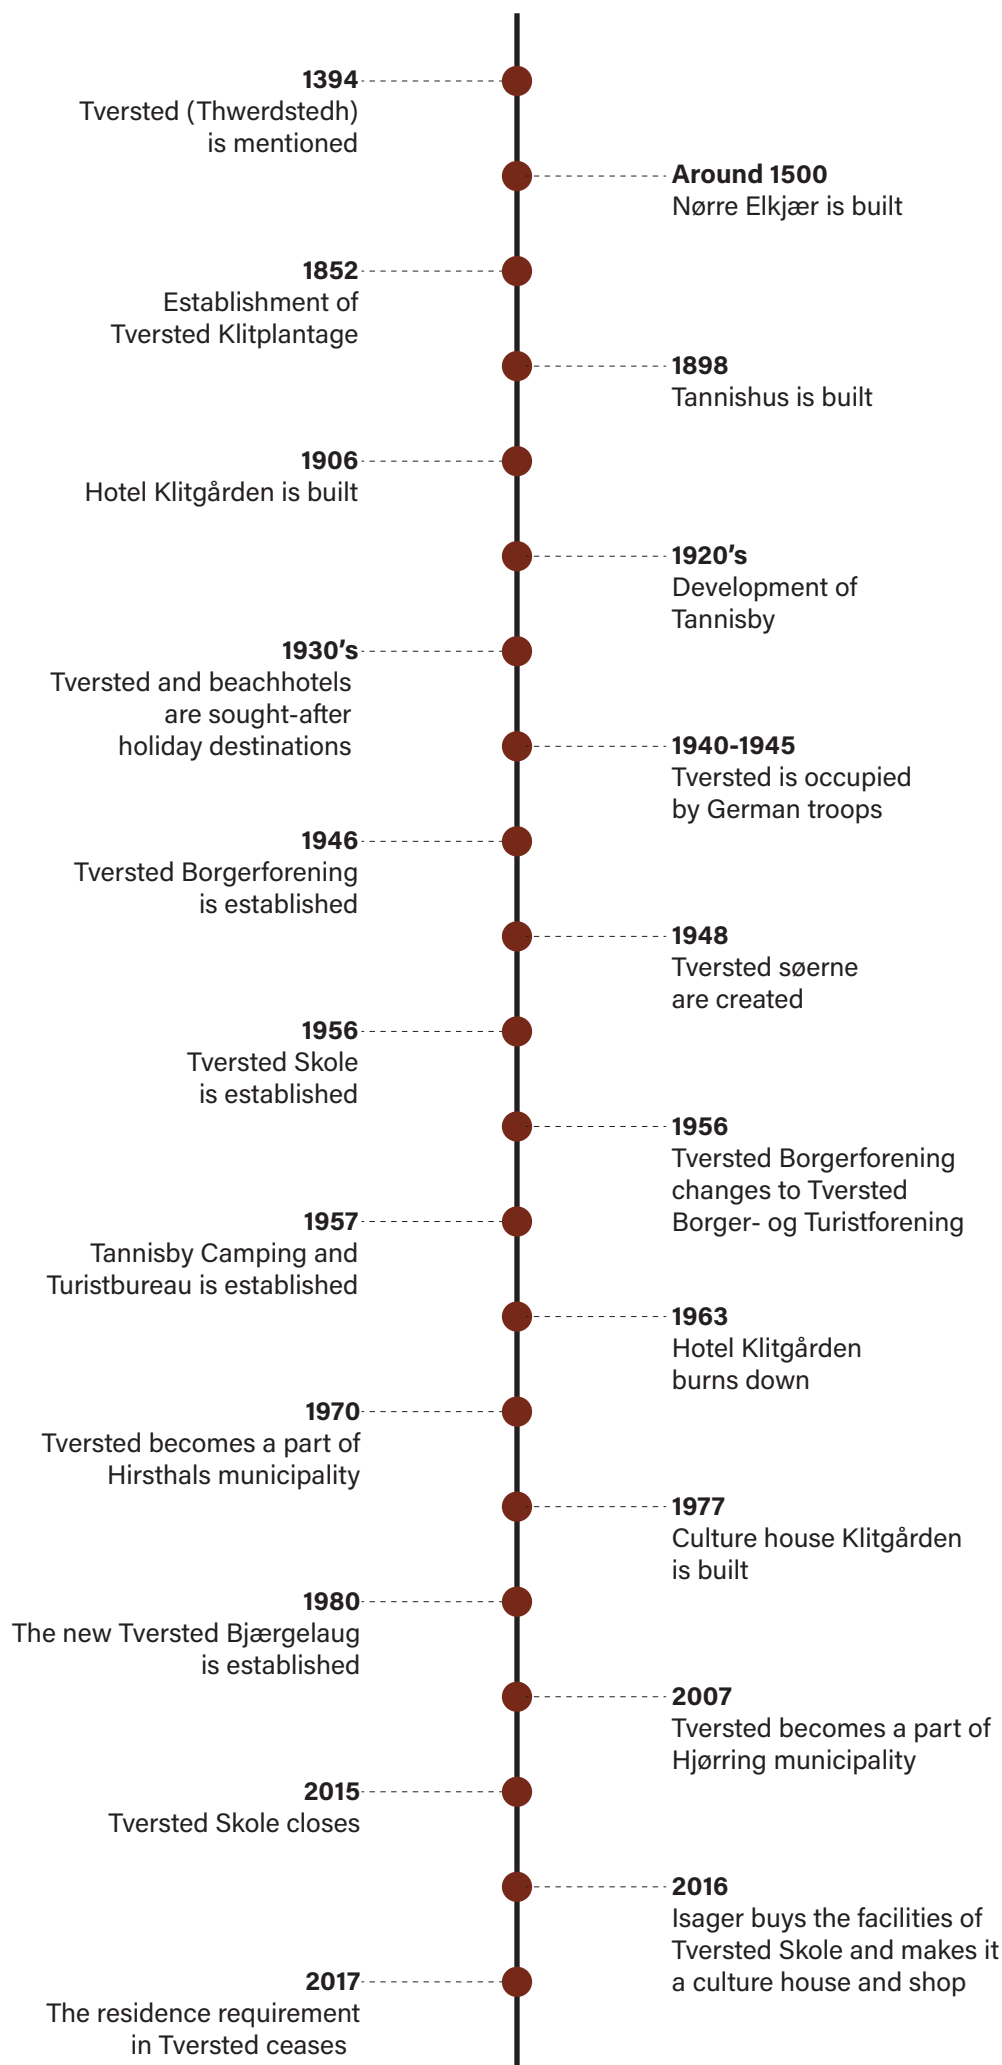 1394
Tversted (Thwerdstedh)
is mentioned
Around 1500
Nørre Elkjær is built
1852
Establishment of
Tversted Klitplantage
1898
Tannishus is built
1906
Hotel Klitgården is built
1920’s
Development of
Tannisby
1930’s
Tversted and beachhotels
are sought-after
holiday destinations
1940-1945
Tversted is occupied
by German troops
1946
Tversted Borgerforening
is established
1948
Tversted søerne
are created
1956
Tversted Skole
is established
1956
Tversted Borgerforening
changes to Tversted
Borger- og Turistforening
1957
Tannisby Camping and
Turistbureau is established
1963
Hotel Klitgården
burns down
1970
Tversted becomes a part of
Hirsthals municipality
1977
Culture house Klitgården
is built
1980
The new Tversted Bjærgelaug
is established
2007
Tversted becomes a part of
Hjørring municipality
2015
Tversted Skole closes
2016
Isager buys the facilities of
Tversted Skole and makes it
a culture house and shop
2017
The residence requirement
in Tversted ceases